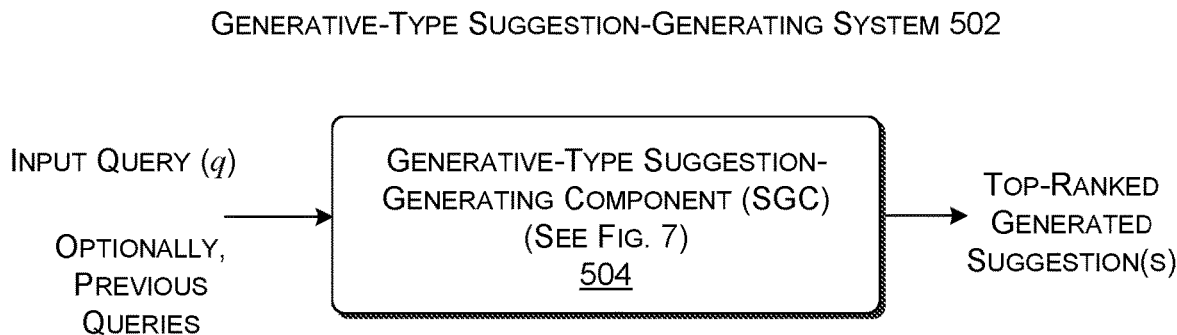 GENERATIVE-TYPE SUGGESTION-GENERATING SYSTEM 502
INPUT QUERY (q)
OPTIONALLY,
PREVIOUS
QUERIES
GENERATIVE-TYPE SUGGESTION-
GENERATING COMPONENT (SGC)
(SEE FIG. 7)
504
TOP-RANKED
GENERATED
SUGGESTION(S)